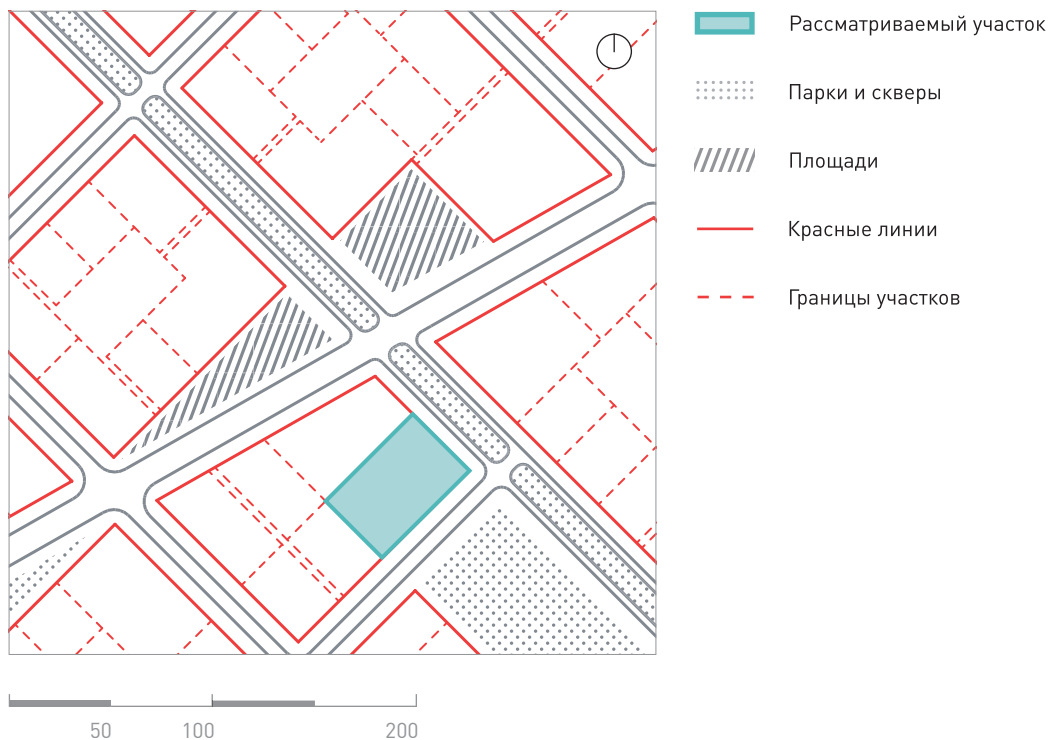 Рассматриваемый участок
Парки и скверы
Площади
Красные линии
Границы участков
50 100 200